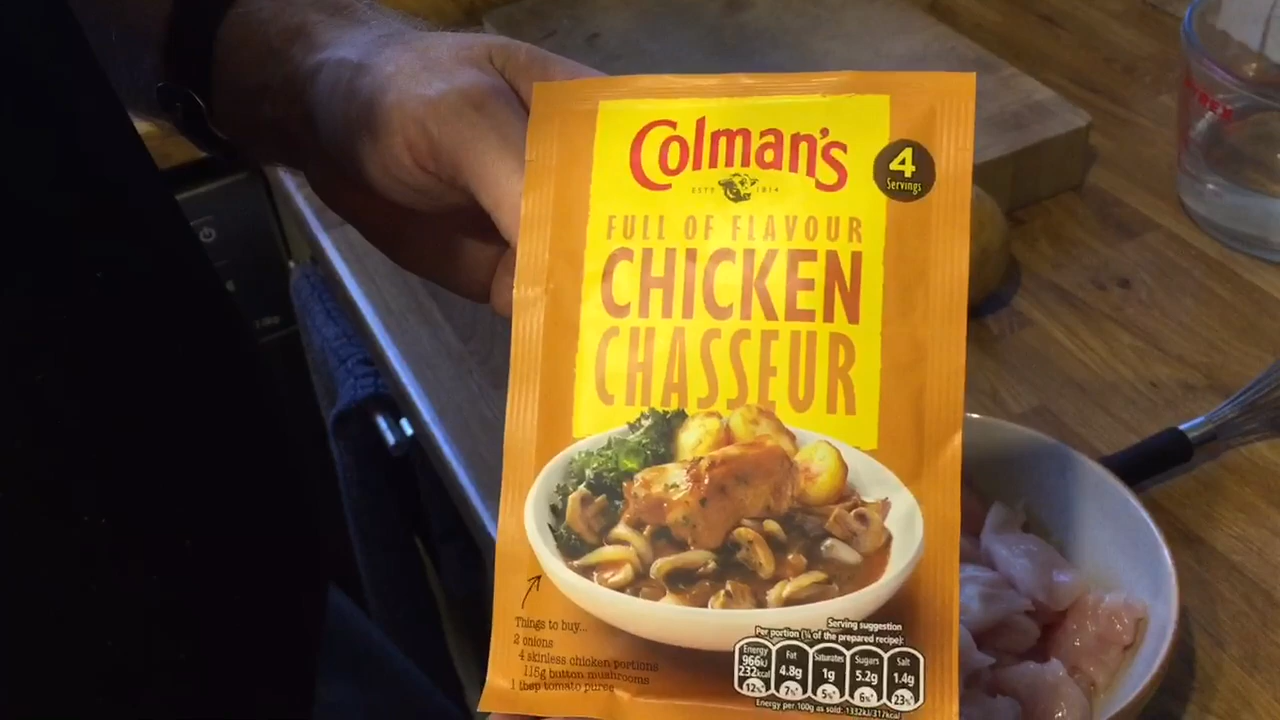 Colman's
ESTD 1814
4
Servings
FULL OF FLAVOUR
CHICKEN
CHASSEUR
Things to buy...
2 onions
4 skinless chicken portions
115g button mushrooms
1 tbsp tomato puree
Serving suggestion
Per portion (¼ of the prepared recipe):
Energy 966kJ 232kcal 12%
Fat 4.8g 7%
Saturates 1g 5%
Sugars 5.2g 6%
Salt 1.4g 23%
Energy per 100g as sold: 1332kJ/317kcal
PYREX